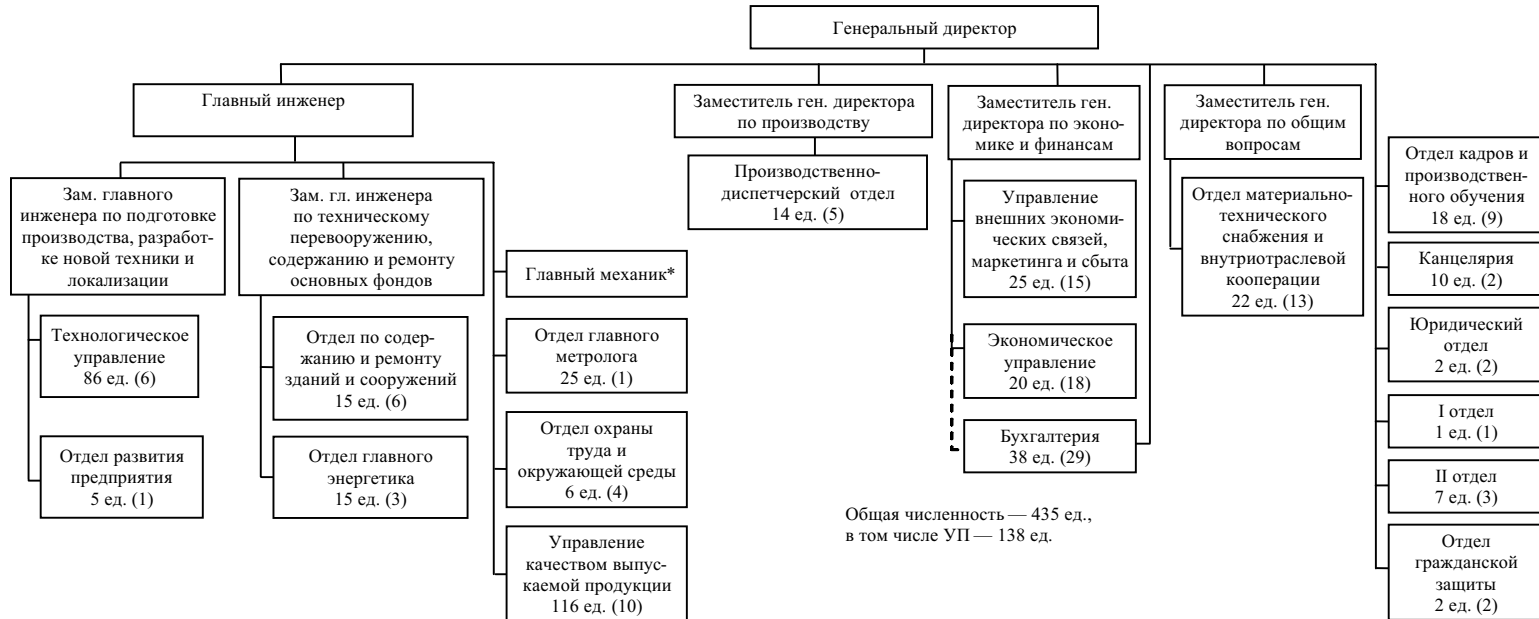 Генеральный директор
Главный инженер
Заместитель ген.
директора
по производству
Заместитель ген.
директора по эконо-
мике и финансам
Заместитель ген.
директора по общим
вопросам
Зам. главного
инженера по подготовке
производства, разработ-
ке новой техники и
локализации
Технологическое
управление
86 ед. (6)
Отдел развития
предприятия
5 ед. (1)
Зам. гл. инженера
по техническому
перевооружению,
содержанию и ремонту
основных фондов
Отдел по содер-
жанию и ремонту
зданий и сооружений
15 ед. (6)
Отдел главного
энергетика
15 ед. (3)
Главный механик*
Отдел главного
метролога
25 ед. (1)
Отдел охраны
труда и
окружающей среды
6 ед. (4)
Управление
качеством выпус-
каемой продукции
116 ед. (10)
Производственно-
диспетчерский отдел
14 ед. (5)
Управление
внешних экономи-
ческих связей,
маркетинга и сбыта
25 ед. (15)
Экономическое
управление
20 ед. (18)
Бухгалтерия
38 ед. (29)
Отдел материально-
технического
снабжения и
внутриотраслевой
кооперации
22 ед. (13)
Отдел кадров и
производствен-
ного обучения
18 ед. (9)
Канцелярия
10 ед. (2)
Юридический
отдел
2 ед. (2)
I отдел
1 ед. (1)
II отдел
7 ед. (3)
Отдел
гражданской
защиты
2 ед. (2)
Общая численность — 435 ед.,
в том числе УП — 138 ед.